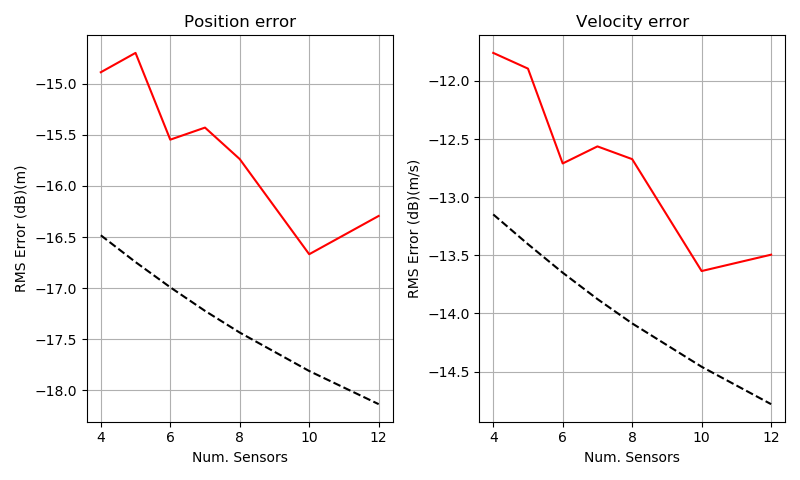 Position error
RMS Error (dB)(m)
−15.0
−15.5
−16.0
−16.5
−17.0
−17.5
−18.0
4 6 8 10 12
Num. Sensors
Velocity error
RMS Error (dB)(m/s)
−12.0
−12.5
−13.0
−13.5
−14.0
−14.5
4 6 8 10 12
Num. Sensors